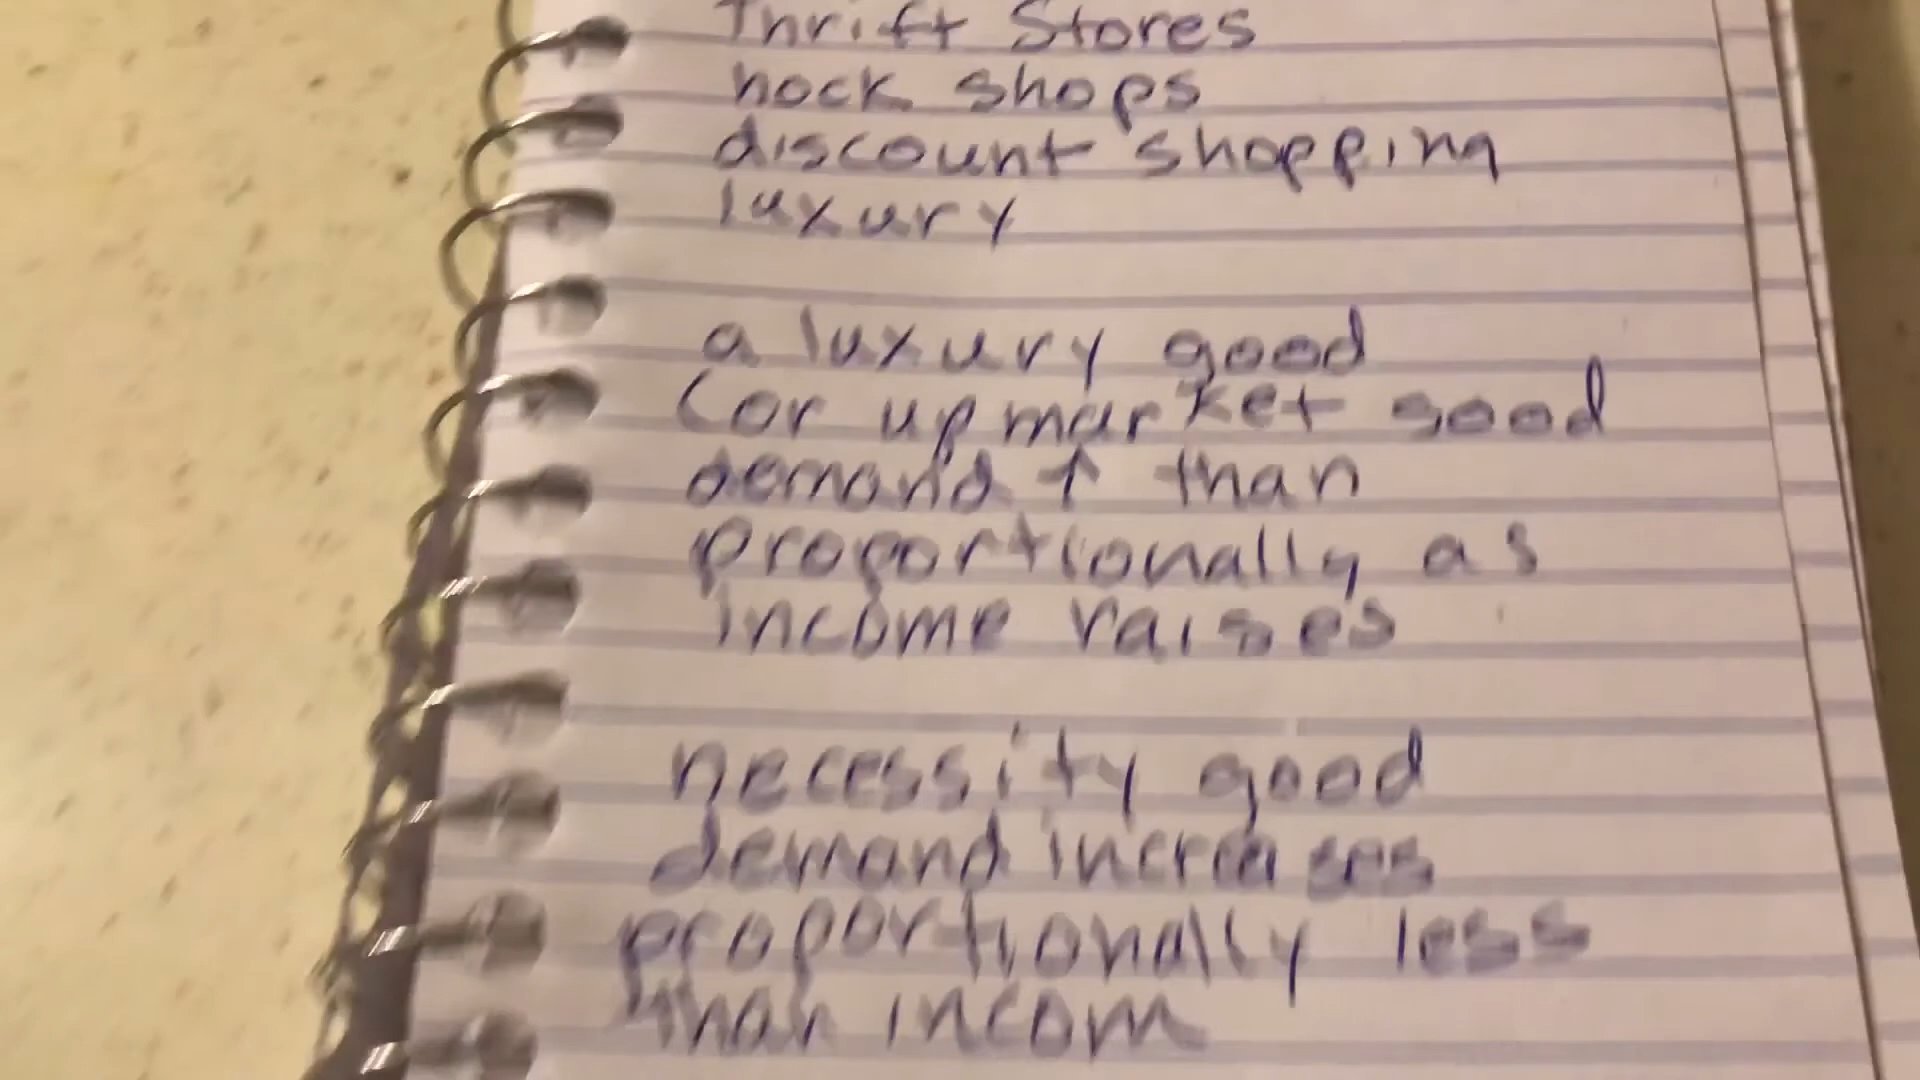 Thrift Stores
hock shops
discount shopping
luxury
a luxury good
(or upmarket good
demand ↑ than
proportionally as
income raises
necessity good
demand increases
proportionally less
than incom